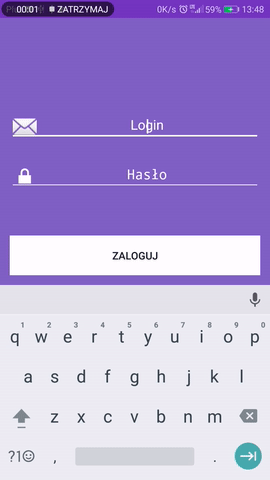 00:01 ZATRZYMAJ 0K/s 59% 13:48
Login
Hasło
ZALOGUJ
1 2 3 4 5 6 7 8 9 0
q w e r t y u i o p
a s d f g h j k l
z x c v b n m
?1☺ , .